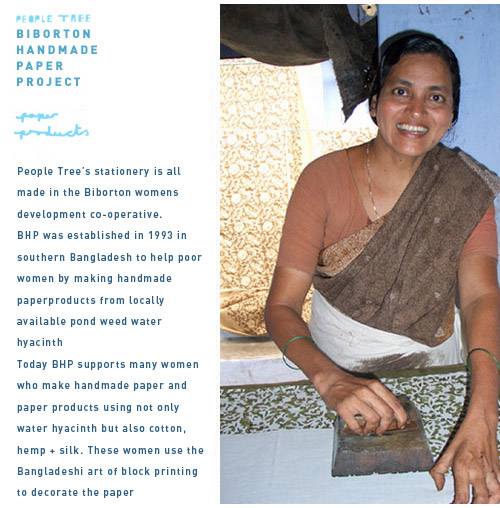 PEOPLE TREE
BIBORTON
HANDMADE
PAPER
PROJECT
paper
products
People Tree's stationery is all
made in the Biborton womens
development co-operative.
BHP was established in 1993 in
southern Bangladesh to help poor
women by making handmade
paperproducts from locally
available pond weed water
hyacinth
Today BHP supports many women
who make handmade paper and
paper products using not only
water hyacinth but also cotton,
hemp + silk. These women use the
Bangladeshi art of block printing
to decorate the paper